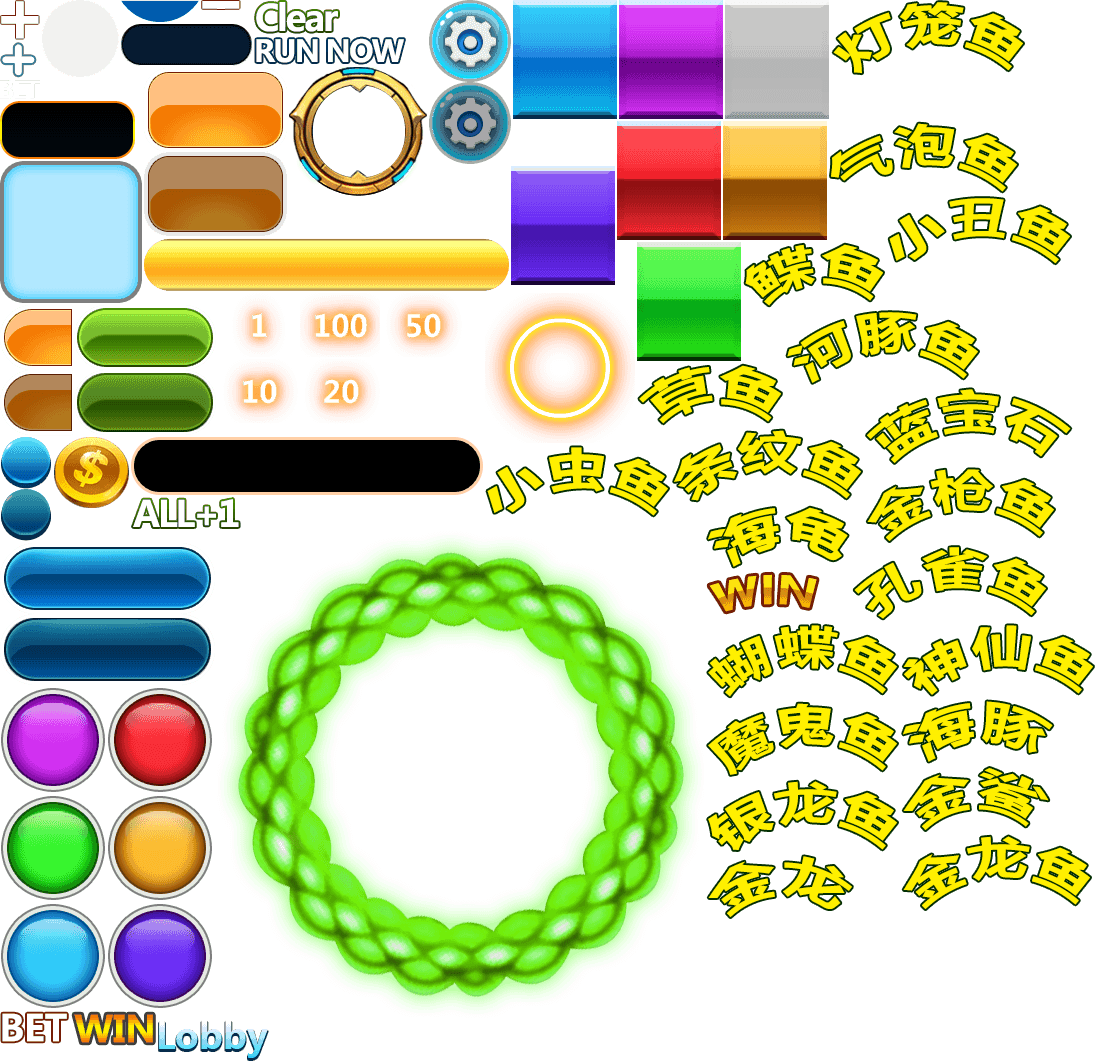 Clear
RUN NOW
BET
灯笼鱼
气泡鱼
小丑鱼
鲽鱼
1 100 50
河豚鱼
10 20
草鱼
蓝宝石
$
小虫鱼
条纹鱼
金枪鱼
ALL+1
海龟
WIN
孔雀鱼
蝴蝶鱼
神仙鱼
魔鬼鱼
海豚
银龙鱼
金鲨
金龙
金龙鱼
BET
WIN
Lobby